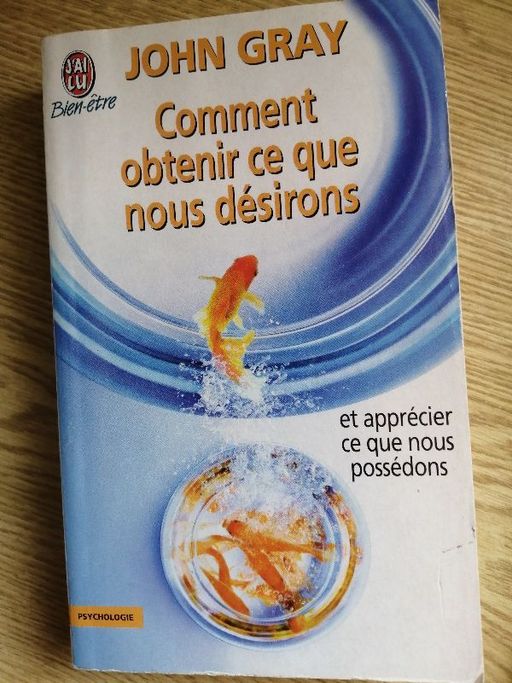 J'AI
LU
Bien-être
JOHN GRAY
Comment
obtenir ce que
nous désirons
et apprécier
ce que nous
possédons
PSYCHOLOGIE